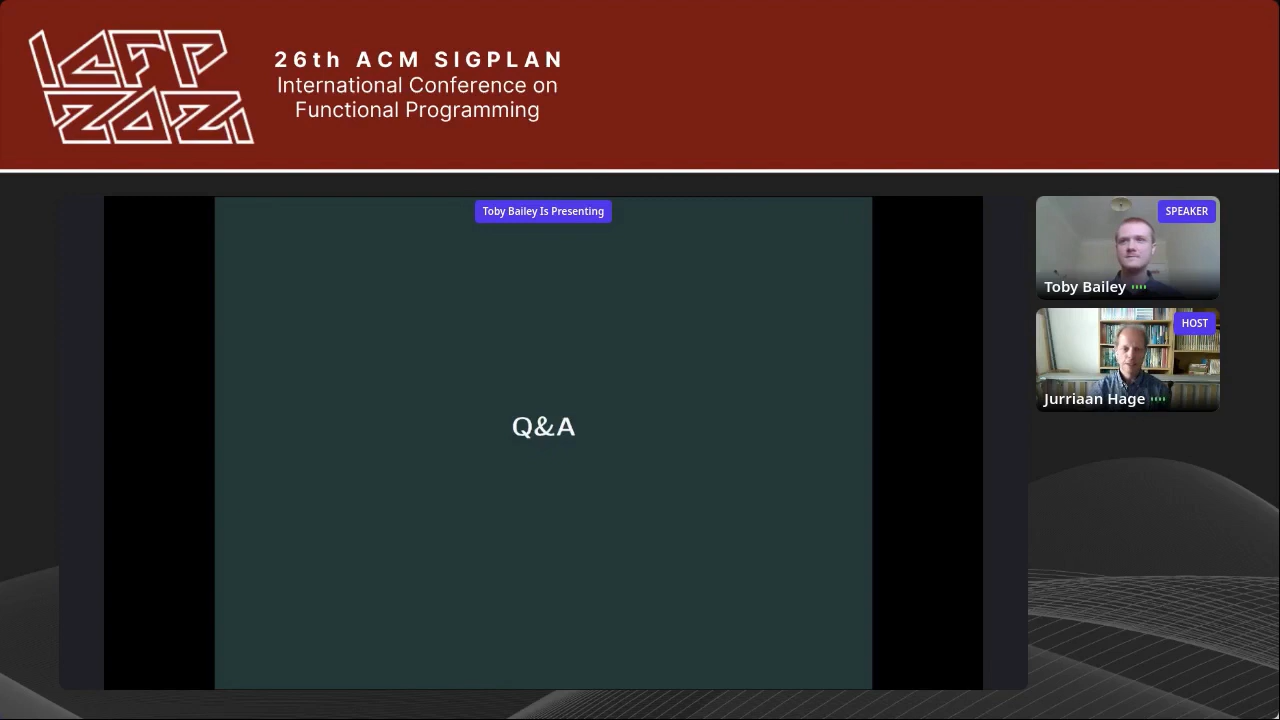 ICFP
2021
26th ACM SIGPLAN
International Conference on
Functional Programming
Toby Bailey Is Presenting
Q&A
SPEAKER
Toby Bailey
HOST
Jurriaan Hage